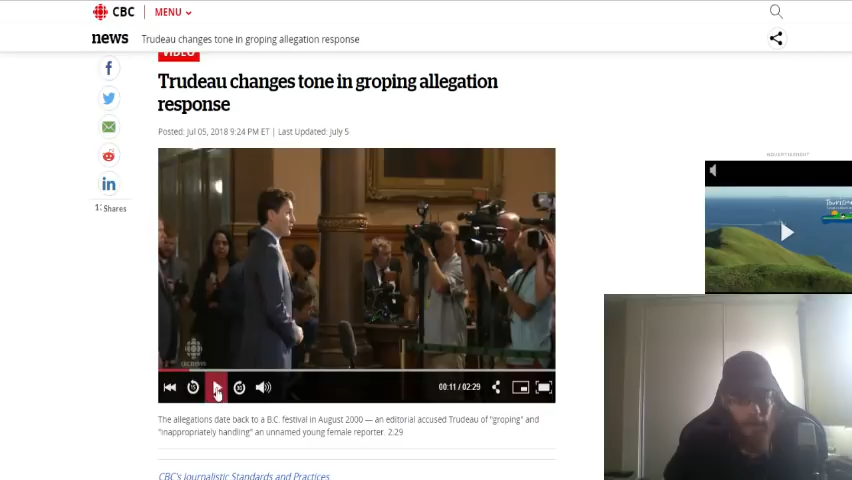 CBC MENU
news Trudeau changes tone in groping allegation response
VIDEO
Trudeau changes tone in groping allegation
response
Posted: Jul 05, 2018 9:24 PM ET | Last Updated: July 5
ADVERTISEMENT
Shares
CBC NEWS
00:11 / 02:29
The allegations date back to a B.C. festival in August 2000 — an editorial accused Trudeau of "groping" and
"inappropriately handling" an unnamed young female reporter. 2:29
CBC's Journalistic Standards and Practices